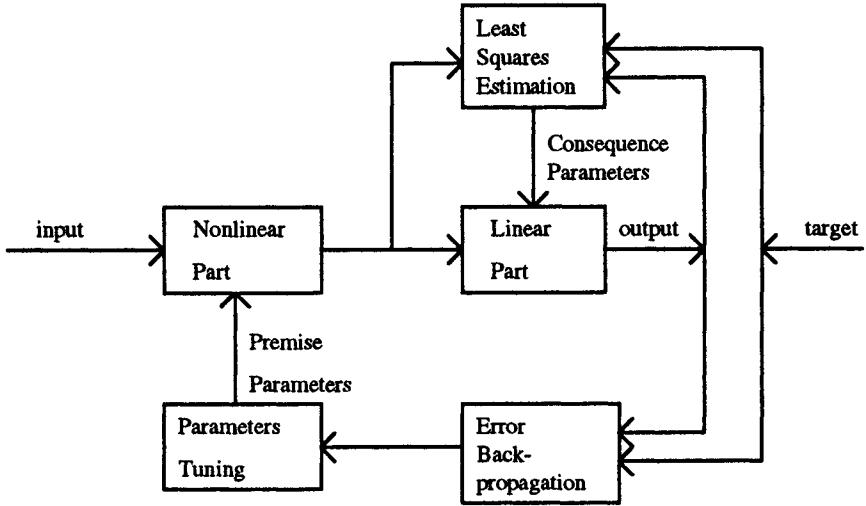 Least
Squares
Estimation
Consequence
Parameters
input
Nonlinear
Part
Linear
Part
output
target
Premise
Parameters
Parameters
Tuning
Error
Back-
propagation